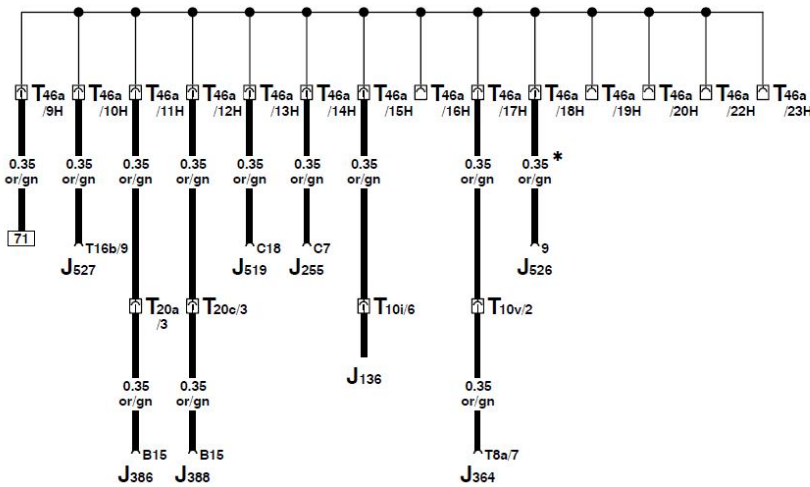 T46a /9H T46a /10H T46a /11H T46a /12H T46a /13H T46a /14H T46a /15H T46a /16H T46a /17H T46a /18H T46a /19H T46a /20H T46a /22H T46a /23H
0.35 0.35 0.35 0.35 0.35 0.35 0.35 0.35 0.35 *
or/gn or/gn or/gn or/gn or/gn or/gn or/gn or/gn or/gn
71 T16b/9 C18 C7 9
J527 J519 J255 J526
T20a /3 T20c/3 T10i/6 T10v/2
J136
0.35 0.35 0.35
or/gn or/gn or/gn
B15 B15 T8a/7
J386 J388 J364